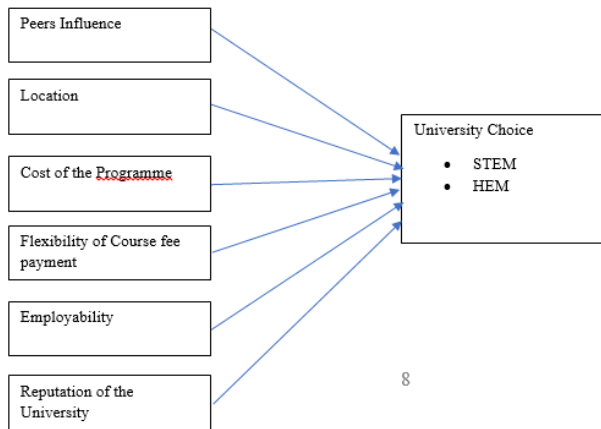 Peers Influence
Location
Cost of the Programme
Flexibility of Course fee
payment
Employability
Reputation of the
University
University Choice
• STEM
• HEM
8